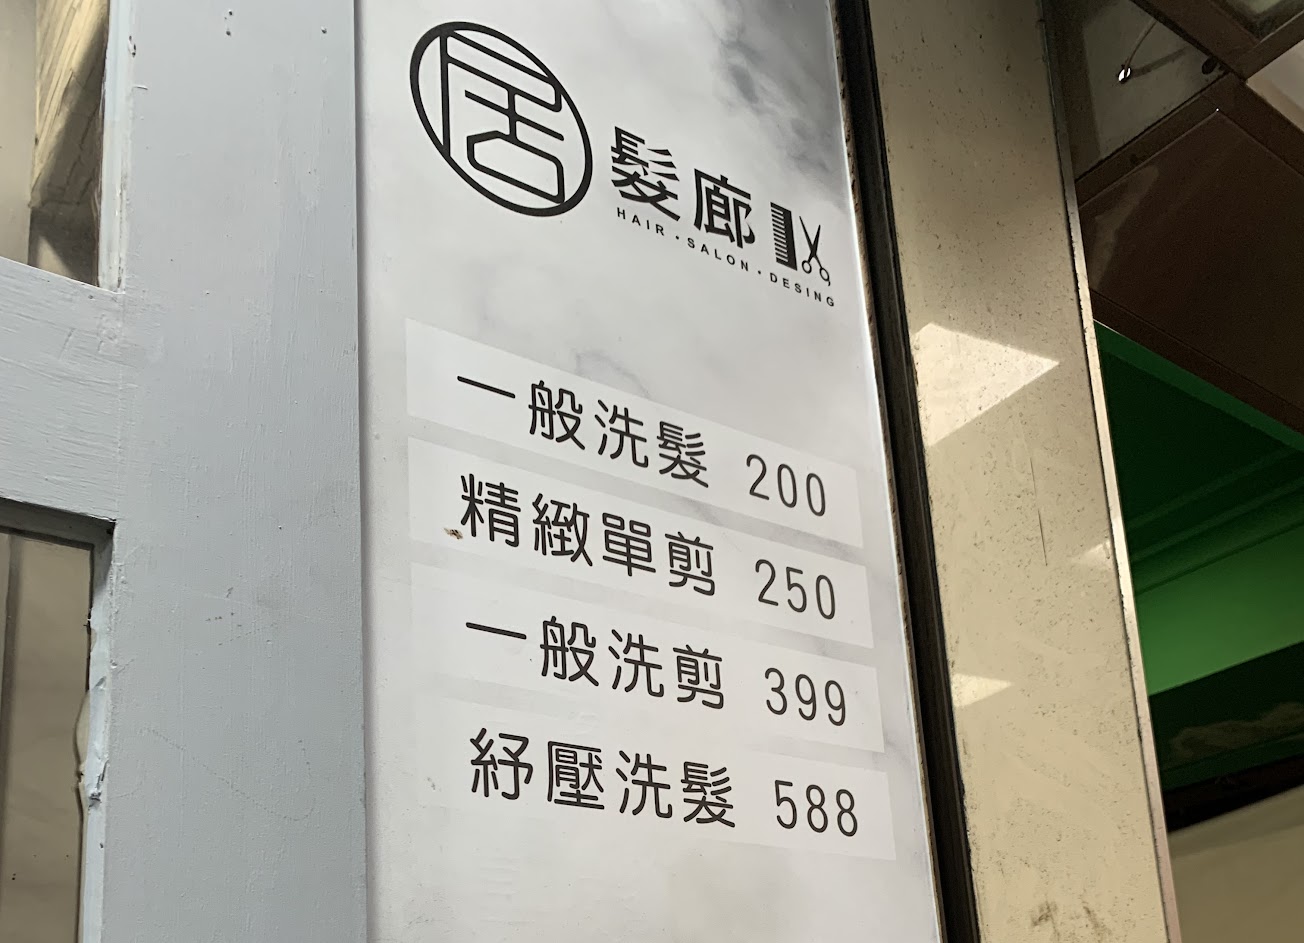 居髮廊
HAIR·SALON·DESING
一般洗髮 200
精緻單剪 250
一般洗剪 399
紓壓洗髮 588